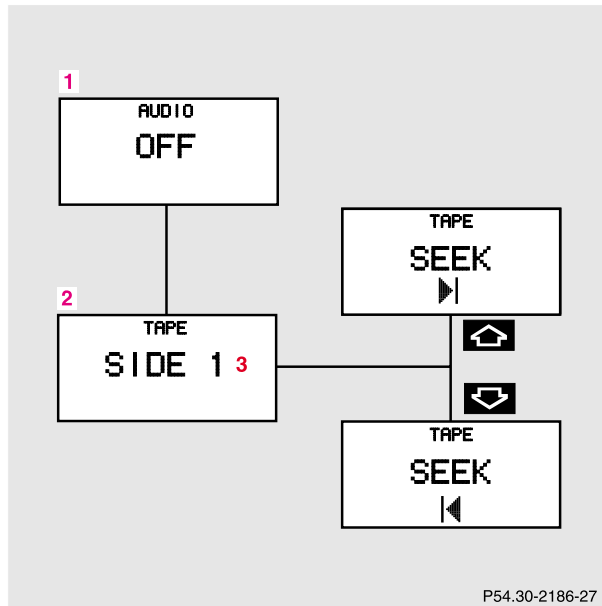 1
AUDIO
OFF
TAPE
SEEK
2
TAPE
SIDE 1 3
TAPE
SEEK
P54.30-2186-27